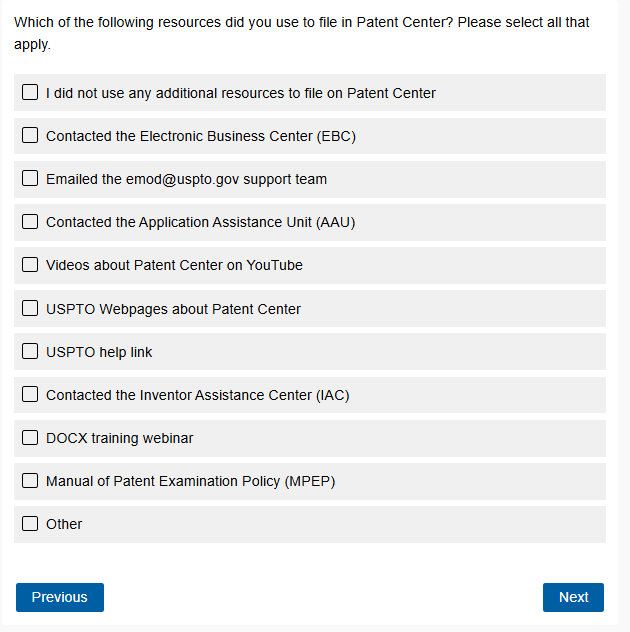 Which of the following resources did you use to file in Patent Center? Please select all that
apply.
I did not use any additional resources to file on Patent Center
Contacted the Electronic Business Center (EBC)
Emailed the emod@uspto.gov support team
Contacted the Application Assistance Unit (AAU)
Videos about Patent Center on YouTube
USPTO Webpages about Patent Center
USPTO help link
Contacted the Inventor Assistance Center (IAC)
DOCX training webinar
Manual of Patent Examination Policy (MPEP)
Other
Previous
Next